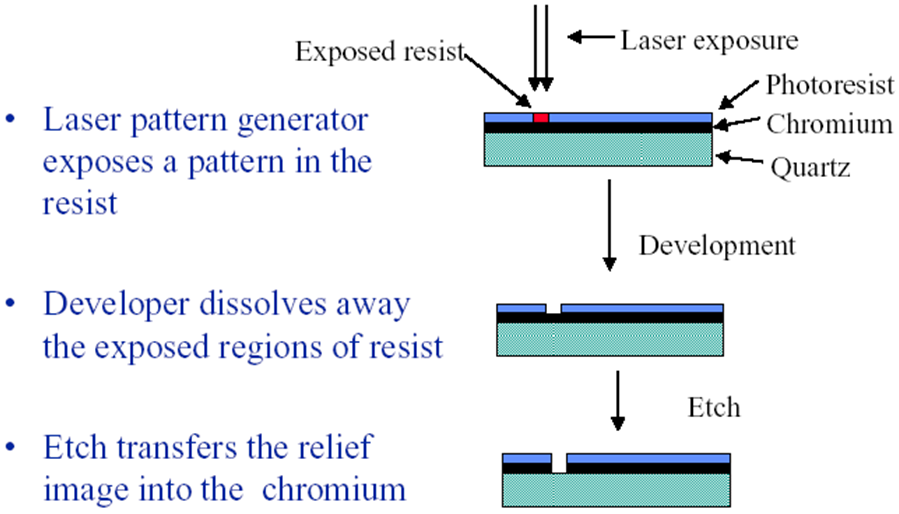 Exposed resist
Laser exposure
Photoresist
Chromium
Quartz
• Laser pattern generator
exposes a pattern in the
resist
Development
• Developer dissolves away
the exposed regions of resist
Etch
• Etch transfers the relief
image into the chromium